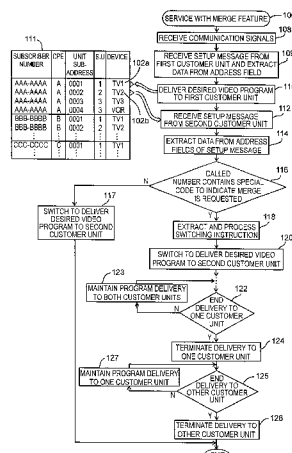 SERVICE WITH MERGE FEATURE
108
RECEIVE COMMUNICATION SIGNALS
RECEIVE SETUP MESSAGE FROM
FIRST CUSTOMER UNIT AND EXTRACT
DATA FROM ADDRESS FIELD
DELIVER DESIRED VIDEO PROGRAM
TO FIRST CUSTOMER UNIT
112
RECEIVE SETUP MESSAGE
FROM SECOND CUSTOMER UNIT
114
EXTRACT DATA FROM ADDRESS
FIELDS OF SETUP MESSAGE
111
SUBSCRIBER NUMBER CPE UNIT SUB-ADDRESS S.U DEVICE
AAA-AAAA A 0001 1 TV1
AAA-AAAA A 0002 2 TV2
AAA-AAAA A 0003 3 TV3
AAA-AAAA A 0004 3 VCR
BBB-BBBB B 0001 1 TV1
BBB-BBBB B 0002 2 TV2
CCC-CCCC C 0001 1 TV1
102a
102b
116
CALLED
NUMBER CONTAINS SPECIAL
CODE TO INDICATE MERGE
IS REQUESTED
N
Y
117
SWITCH TO DELIVER
DESIRED VIDEO
PROGRAM TO SECOND
CUSTOMER UNIT
118
EXTRACT AND PROCESS
SWITCHING INSTRUCTION
120
SWITCH TO DELIVER DESIRED VIDEO
PROGRAM TO SECOND CUSTOMER UNIT
123
MAINTAIN PROGRAM DELIVERY
TO BOTH CUSTOMER UNITS
122
END
DELIVERY TO
ONE CUSTOMER
UNIT
N
Y
124
TERMINATE DELIVERY TO
ONE CUSTOMER UNIT
127
MAINTAIN PROGRAM DELIVERY
TO ONE CUSTOMER UNIT
125
END
DELIVERY TO
OTHER CUSTOMER
UNIT
N
Y
126
TERMINATE DELIVERY TO
OTHER CUSTOMER UNIT